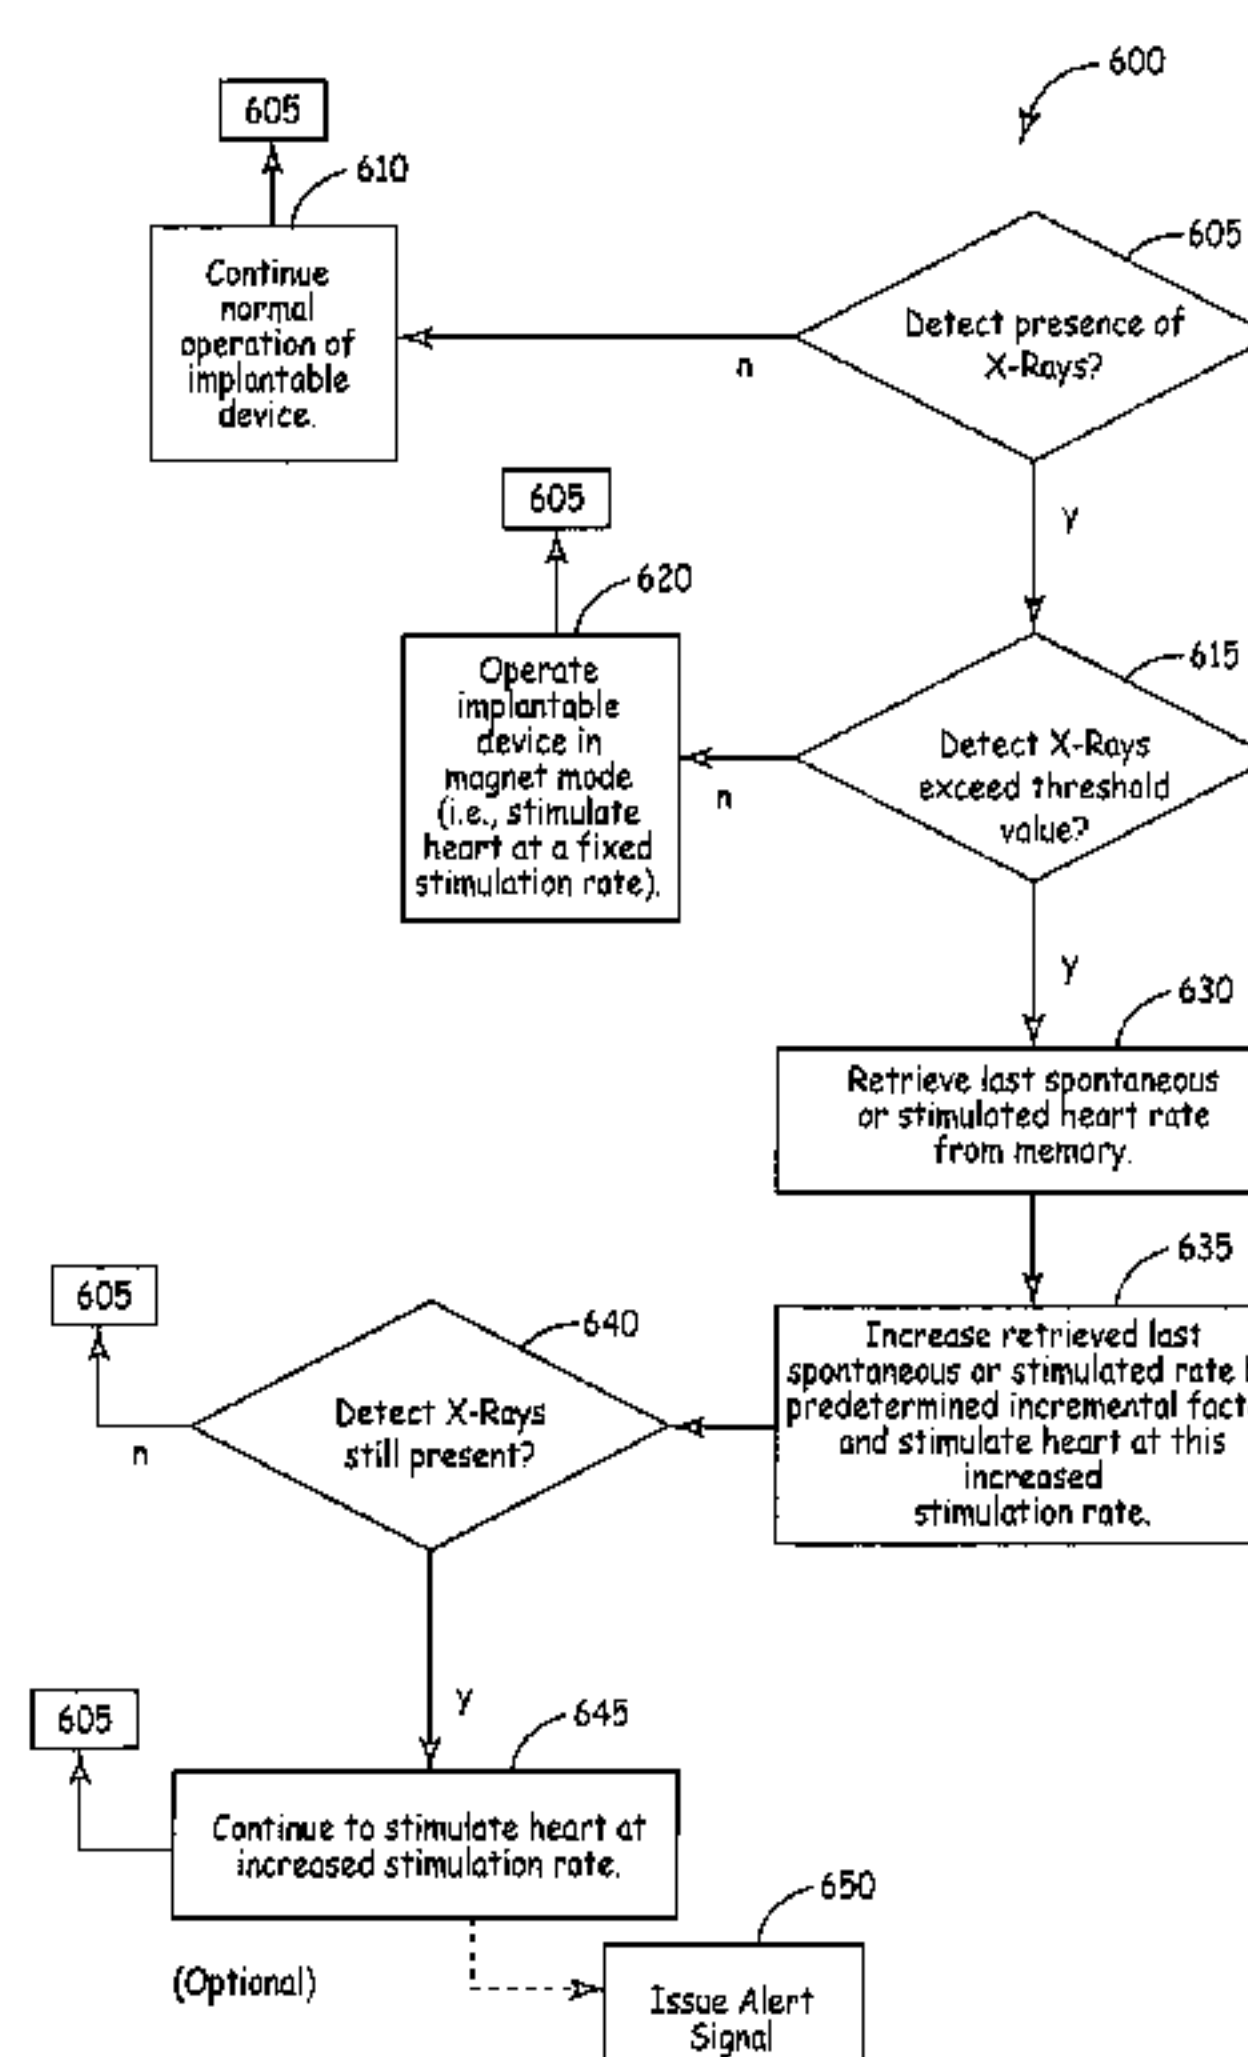 600
605
610
Continue
normal
operation of
implantable
device.
n
605
Detect presence of
X-Rays?
y
605
620
Operate
implantable
device in
magnet mode
(i.e., stimulate
heart at a fixed
stimulation rate).
n
615
Detect X-Rays
exceed threshold
value?
y
630
Retrieve last spontaneous
or stimulated heart rate
from memory.
635
Increase retrieved last
spontaneous or stimulated rate
predetermined incremental
and stimulate heart at this
increased
stimulation rate.
605
n
640
Detect X-Rays
still present?
y
605
645
Continue to stimulate heart at
increased stimulation rate.
(Optional)
650
Issue Alert
Signal